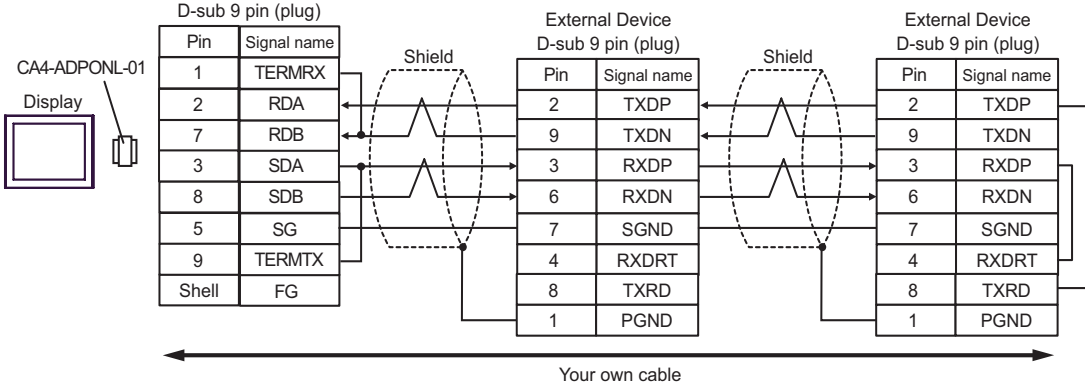 CA4-ADPONL-01
Display
D-sub 9 pin (plug)
Pin Signal name
1 TERMRX
2 RDA
7 RDB
3 SDA
8 SDB
5 SG
9 TERMTX
Shell FG
Shield
External Device
D-sub 9 pin (plug)
Pin Signal name
2 TXDP
9 TXDN
3 RXDP
6 RXDN
7 SGND
4 RXDRT
8 TXRD
1 PGND
Shield
External Device
D-sub 9 pin (plug)
Pin Signal name
2 TXDP
9 TXDN
3 RXDP
6 RXDN
7 SGND
4 RXDRT
8 TXRD
1 PGND
Your own cable